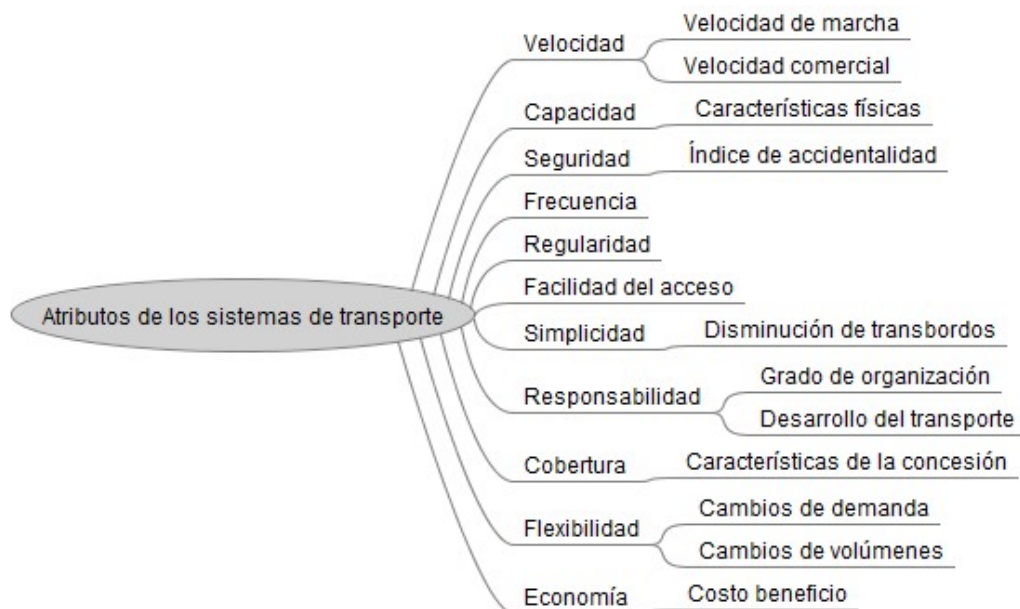 Atributos de los sistemas de transporte
Velocidad
Velocidad de marcha
Velocidad comercial
Capacidad
Características físicas
Seguridad
Índice de accidentalidad
Frecuencia
Regularidad
Facilidad del acceso
Simplicidad
Disminución de transbordos
Responsabilidad
Grado de organización
Desarrollo del transporte
Cobertura
Características de la concesión
Flexibilidad
Cambios de demanda
Cambios de volúmenes
Economía
Costo beneficio